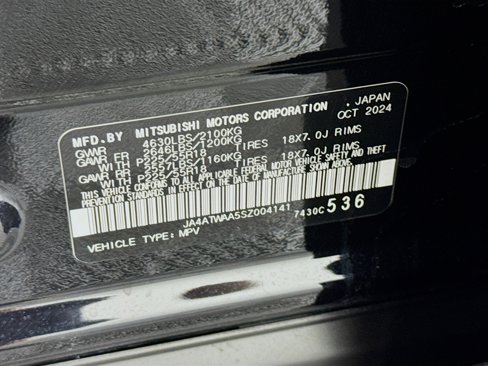 MFD.BY MITSUBISHI MOTORS CORPORATION , JAPAN
GVWR 4630LBS/2100KG OCT 2024
GAWR FR 2646LBS/1200KG
WITH P225/55R18 TIRES 18X7.0J RIMS
GAWR RR LBS/1160KG
WITH P225/55R18 TIRES 18X7.0J RIMS
THIS VEHICLE CONFORMS TO ALL APPLICABLE FEDERAL MOTOR VEHICLE SAFETY AND
THEFT PREVENTION STANDARDS IN EFFECT ON THE DATE OF MANUFACTURE SHOWN ABOVE.
JA4ATWAA5SZ004141 7430C 536
VEHICLE TYPE: MPV